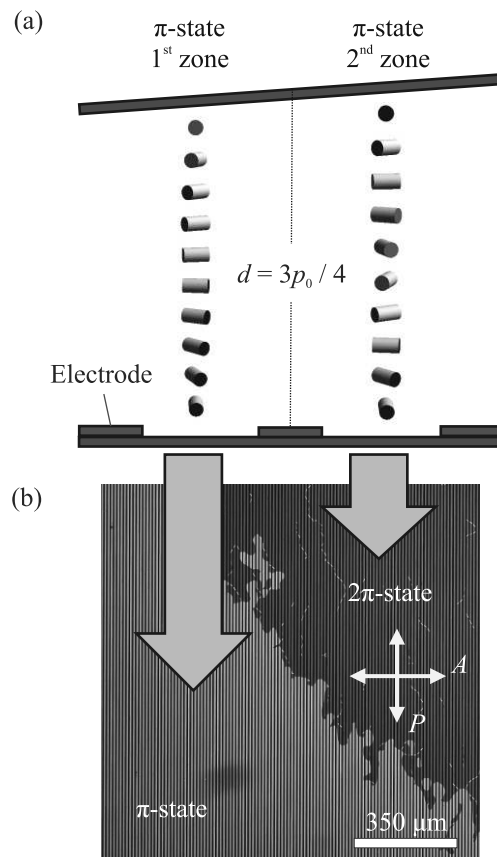 (a)
π-state
1st zone
π-state
2nd zone
d = 3p0 / 4
Electrode
(b)
2π-state
A
P
π-state
350 μm